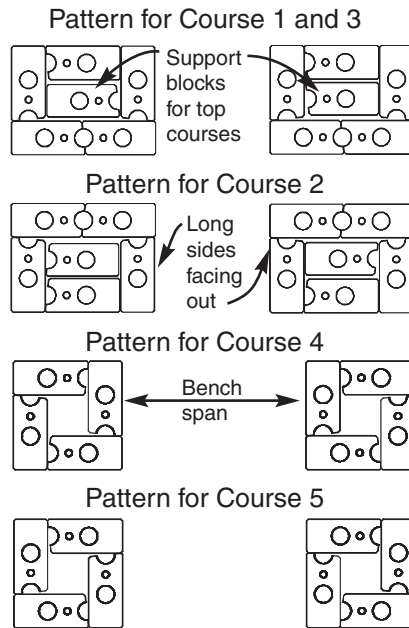 Pattern for Course 1 and 3
Support
blocks
for top
courses
Pattern for Course 2
Long
sides
facing
out
Pattern for Course 4
Bench
span
Pattern for Course 5